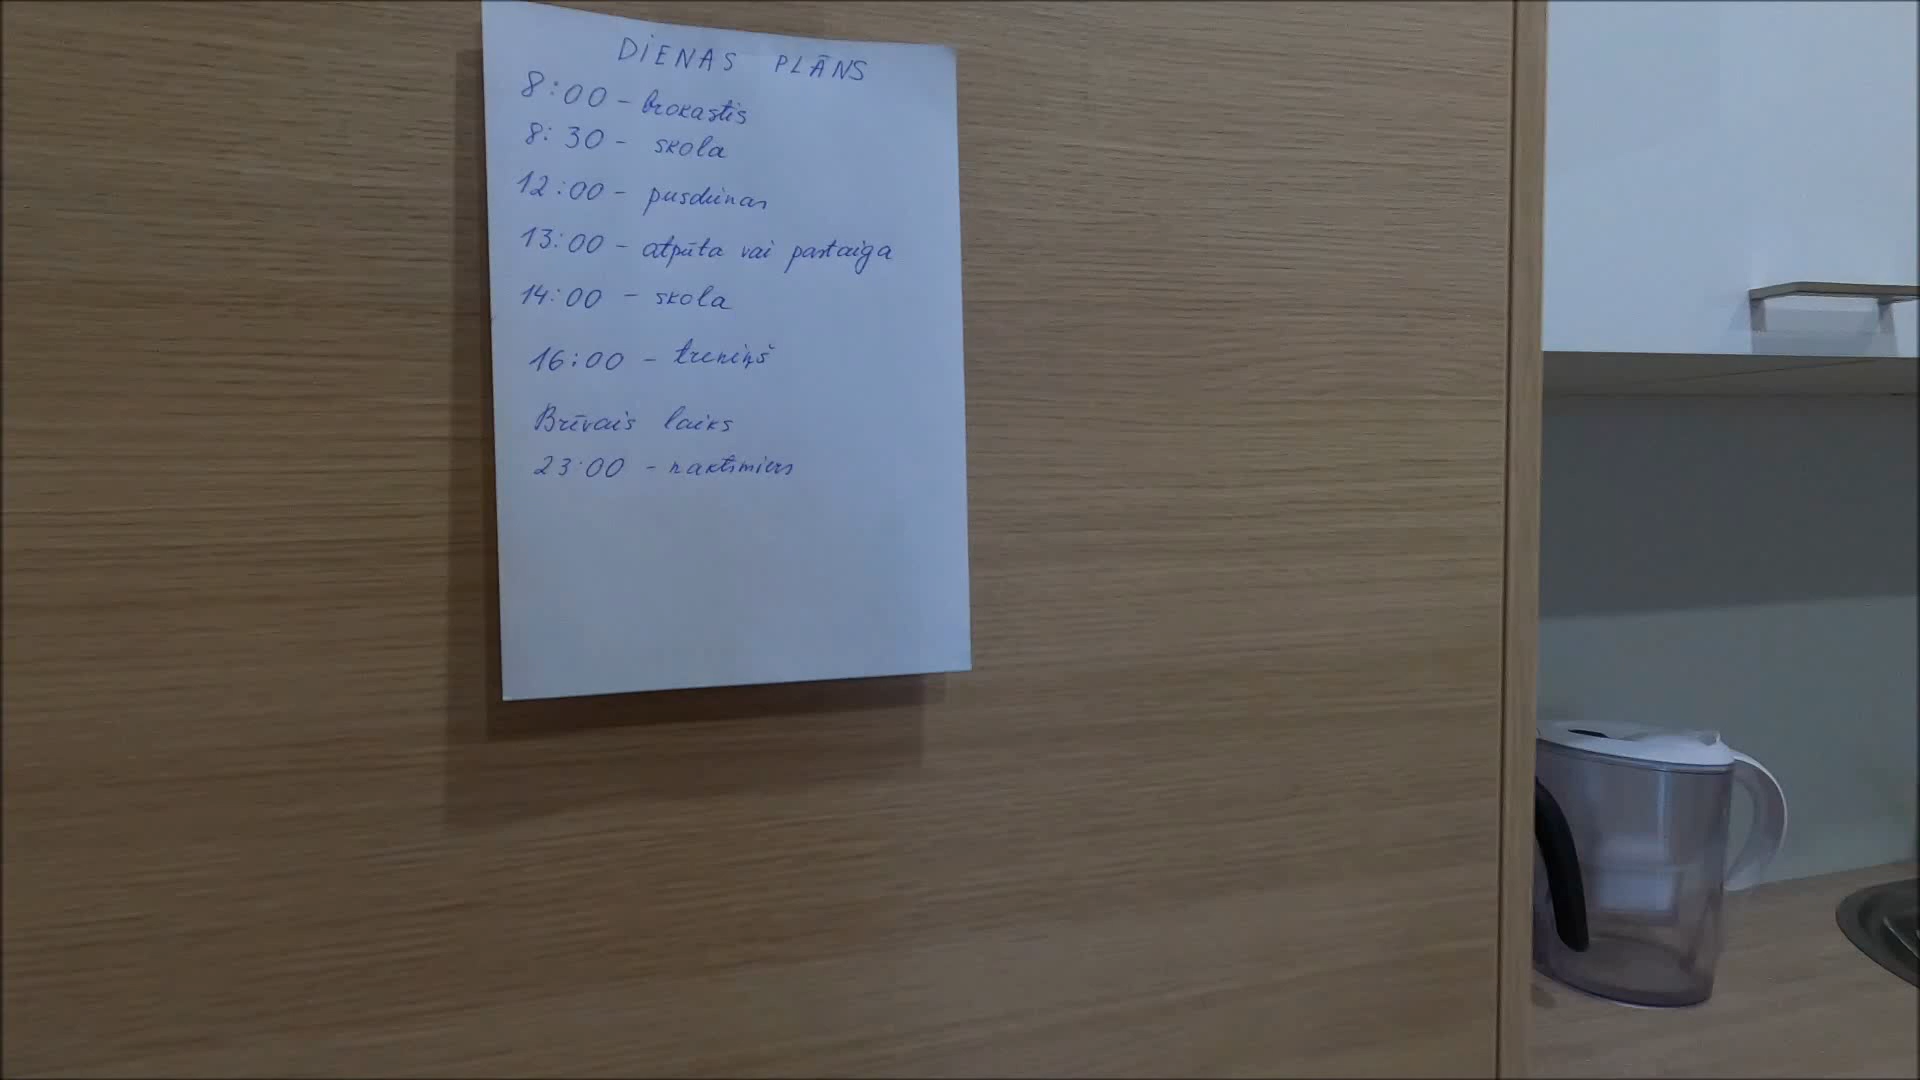 DIENAS PLĀNS
8:00 - brokastis
8:30 - skola
12:00 - pusdienas
13:00 - atpūta vai pastaiga
14:00 - skola
16:00 - treniņš
Brīvais laiks
23:00 - naktsmiers